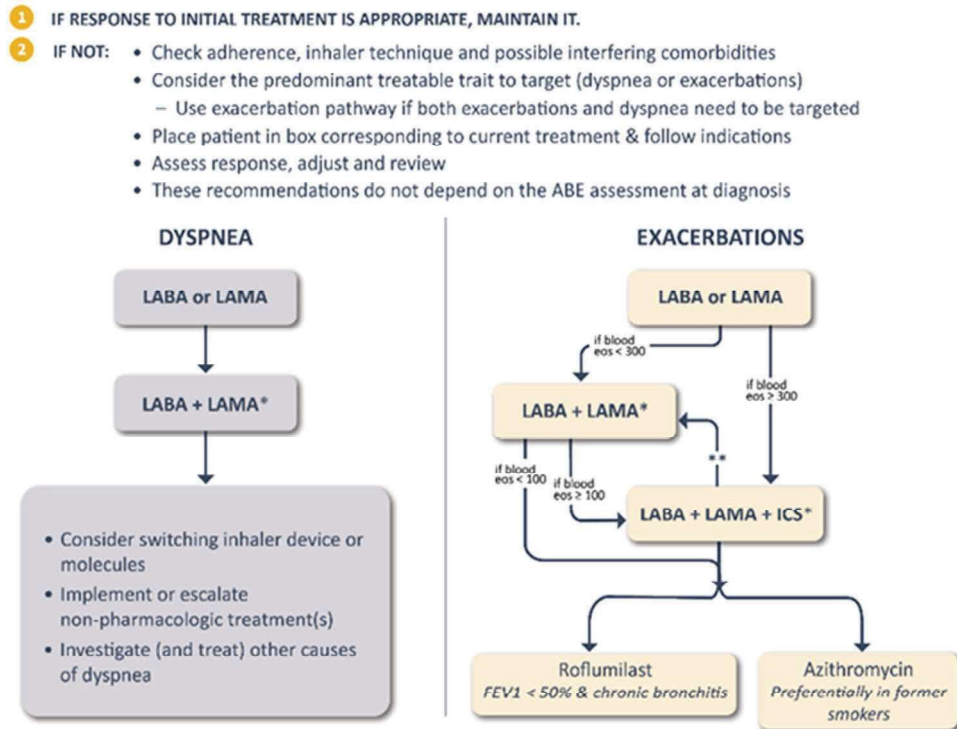 1 IF RESPONSE TO INITIAL TREATMENT IS APPROPRIATE, MAINTAIN IT.
2 IF NOT: • Check adherence, inhaler technique and possible interfering comorbidities
• Consider the predominant treatable trait to target (dyspnea or exacerbations)
– Use exacerbation pathway if both exacerbations and dyspnea need to be targeted
• Place patient in box corresponding to current treatment & follow indications
• Assess response, adjust and review
• These recommendations do not depend on the ABE assessment at diagnosis
DYSPNEA
LABA or LAMA
LABA + LAMA*
• Consider switching inhaler device or
molecules
• Implement or escalate
non-pharmacologic treatment(s)
• Investigate (and treat) other causes
of dyspnea
EXACERBATIONS
LABA or LAMA
if blood
eos < 300
if blood
eos ≥ 300
LABA + LAMA*
**
if blood
eos < 100
if blood
eos ≥ 100
LABA + LAMA + ICS*
Roflumilast
FEV1 < 50% & chronic bronchitis
Azithromycin
Preferentially in former
smokers